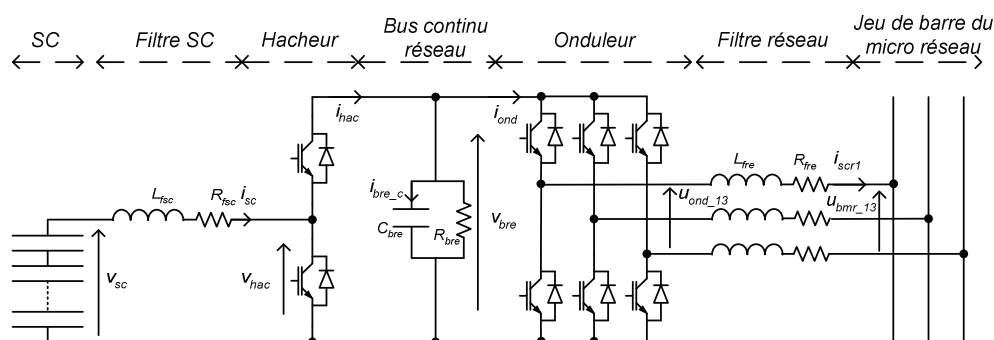 SC
Filtre SC
Hacheur
Bus continu
réseau
Onduleur
Filtre réseau
Jeu de barre du
micro réseau
i_hac
i_ond
L_fsc
R_fsc
i_sc
i_bre_c
C_bre
R_bre
v_bre
v_sc
v_hac
L_fre
R_fre
i_scr1
u_ond_13
u_bmr_13